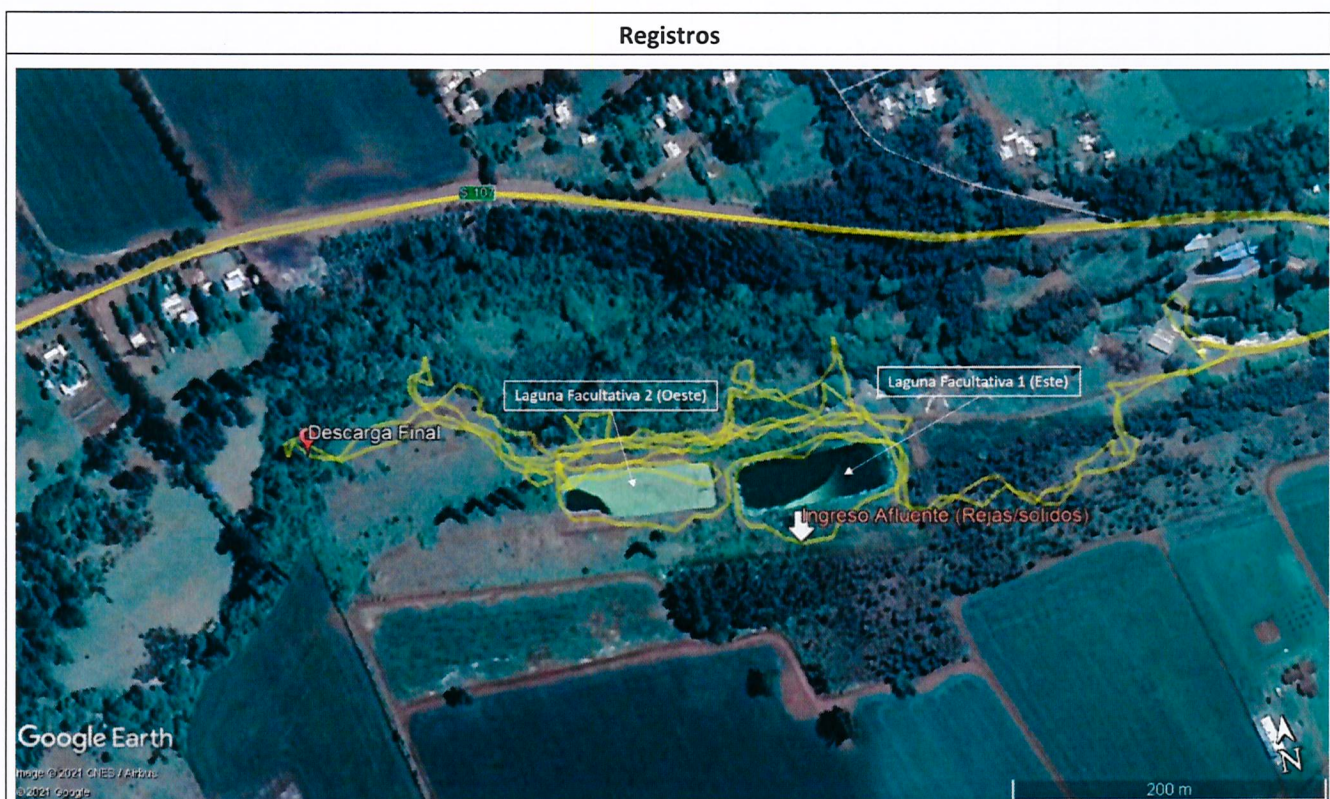 Registros
S 107
Laguna Facultativa 1 (Este)
Laguna Facultativa 2 (Oeste)
Descarga Final
Ingreso Afluente (Rejas/solidos)
Google Earth
Image © 2021 CNES / Airbus
© 2021 Google
200 m
N